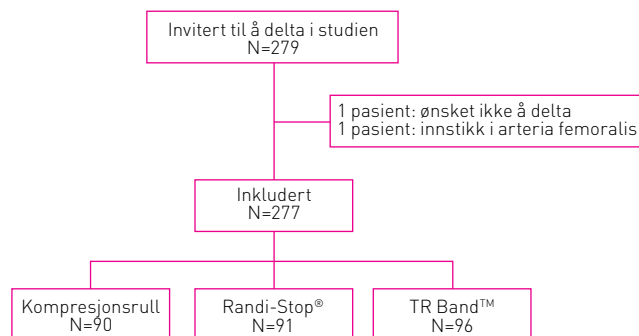 Invitert til å delta i studien
N=279
1 pasient: ønsket ikke å delta
1 pasient: innstikk i arteria femoralis
Inkludert
N=277
Kompresjonsrull
N=90
Randi-Stop®
N=91
TR Band™
N=96